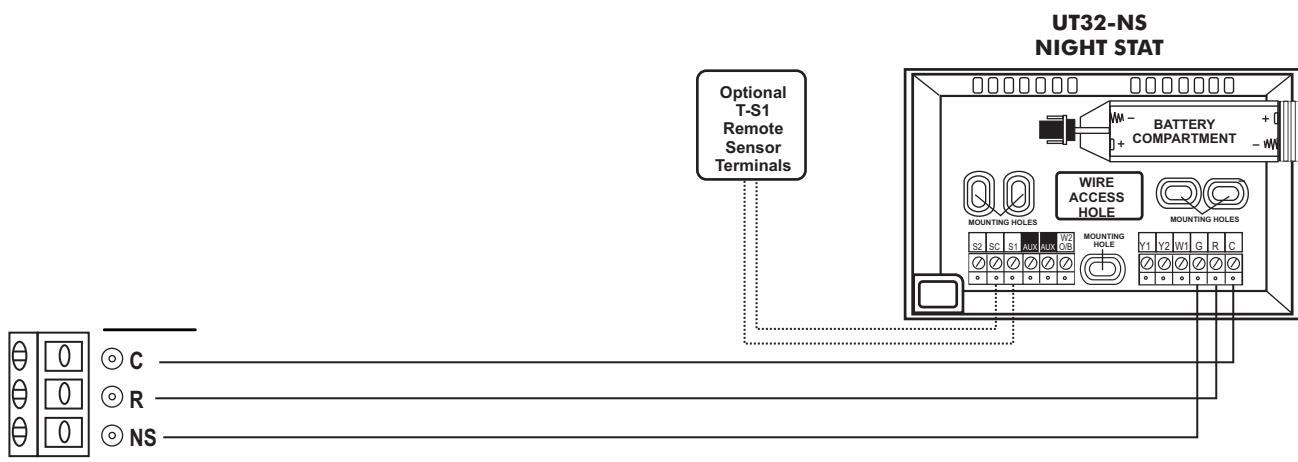 UT32-NS
NIGHT STAT
Optional
T-S1
Remote
Sensor
Terminals
BATTERY
COMPARTMENT
WIRE
ACCESS
HOLE
MOUNTING HOLES
MOUNTING HOLES
MOUNTING
HOLE
S2 SC S1 AUX AUX W2 O/B
Y1 Y2 W1 G R C
C
R
NS